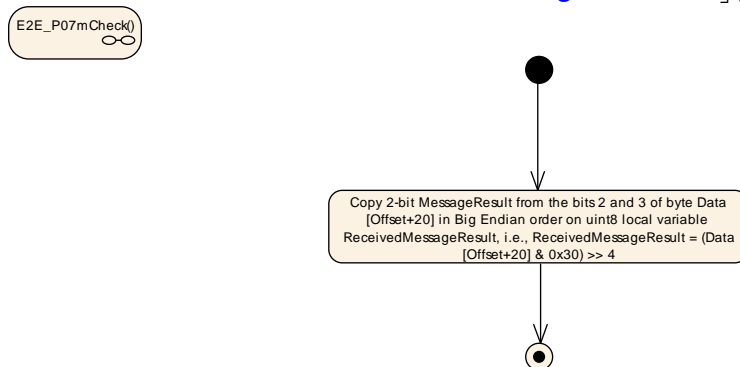 E2E_P07mCheck()
Copy 2-bit MessageResult from the bits 2 and 3 of byte Data
[Offset+20] in Big Endian order on uint8 local variable
ReceivedMessageResult, i.e., ReceivedMessageResult = (Data
[Offset+20] & 0x30) >> 4